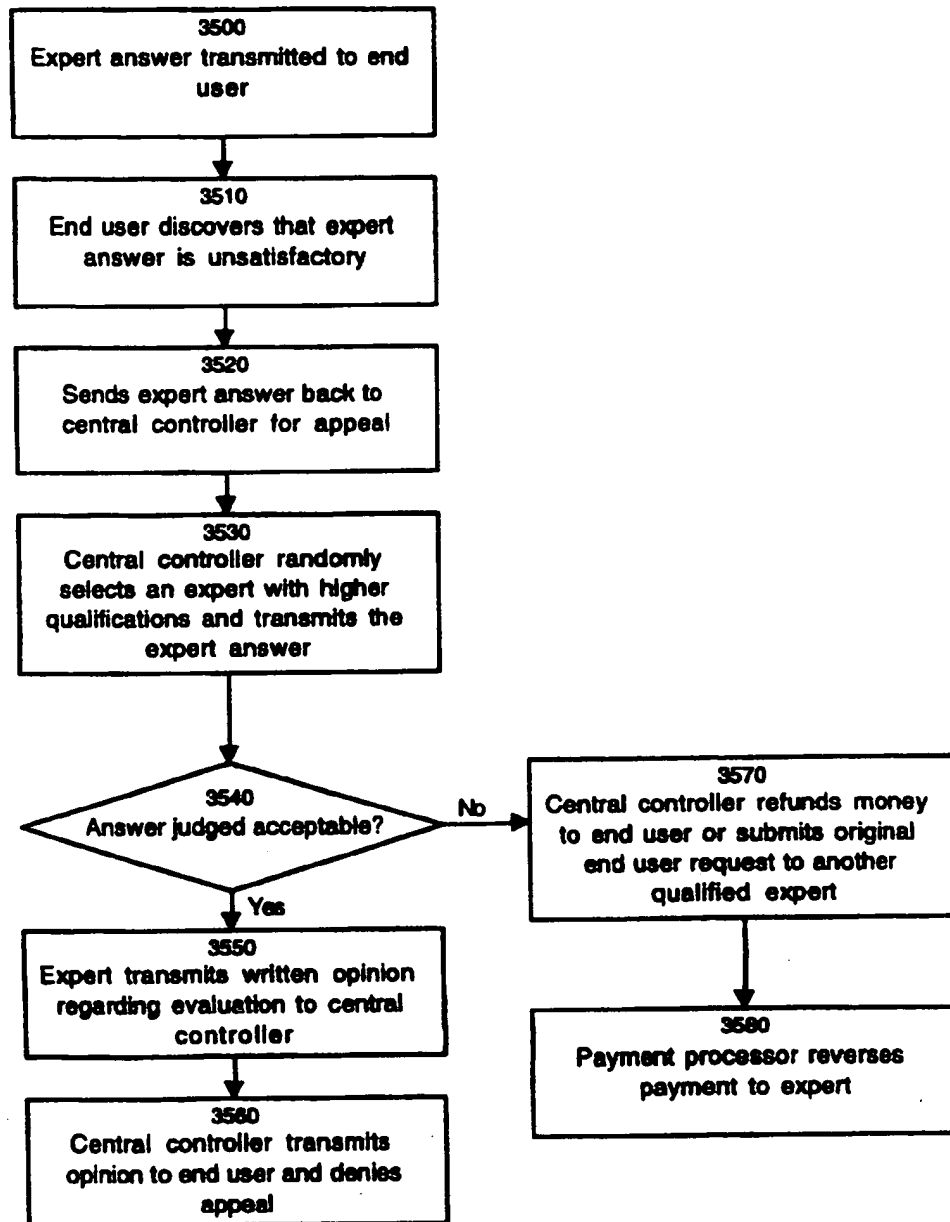 3500
Expert answer transmitted to end
user
3510
End user discovers that expert
answer is unsatisfactory
3520
Sends expert answer back to
central controller for appeal
3530
Central controller randomly
selects an expert with higher
qualifications and transmits the
expert answer
3540
Answer judged acceptable?
No
Yes
3570
Central controller refunds money
to end user or submits original
end user request to another
qualified expert
3550
Expert transmits written opinion
regarding evaluation to central
controller
3580
Payment processor reverses
payment to expert
3560
Central controller transmits
opinion to end user and denies
appeal